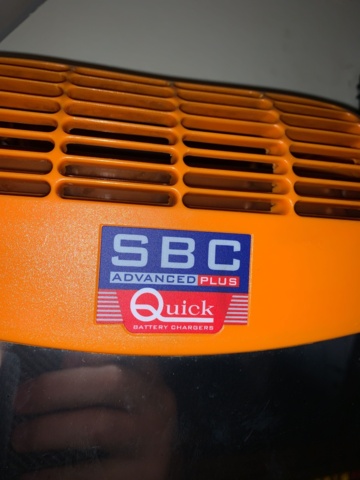 SBC
ADVANCED PLUS
Quick
BATTERY CHARGERS